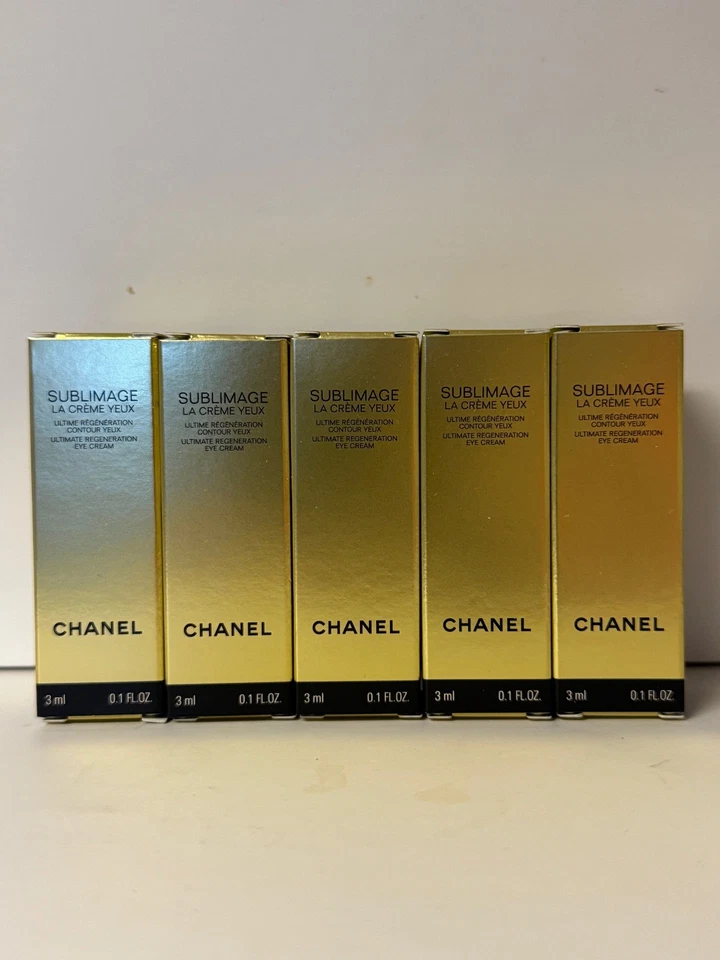 SUBLIMAGE
LA CRÈME YEUX
ULTIME RÉGÉNÉRATION
CONTOUR YEUX
ULTIMATE REGENERATION
EYE CREAM
CHANEL
3 ml 0.1 FL.OZ.
SUBLIMAGE
LA CRÈME YEUX
ULTIME RÉGÉNÉRATION
CONTOUR YEUX
ULTIMATE REGENERATION
EYE CREAM
CHANEL
3 ml 0.1 FL.OZ.
SUBLIMAGE
LA CRÈME YEUX
ULTIME RÉGÉNÉRATION
CONTOUR YEUX
ULTIMATE REGENERATION
EYE CREAM
CHANEL
3 ml 0.1 FL.OZ.
SUBLIMAGE
LA CRÈME YEUX
ULTIME RÉGÉNÉRATION
CONTOUR YEUX
ULTIMATE REGENERATION
EYE CREAM
CHANEL
3 ml 0.1 FL.OZ.
SUBLIMAGE
LA CRÈME YEUX
ULTIME RÉGÉNÉRATION
CONTOUR YEUX
ULTIMATE REGENERATION
EYE CREAM
CHANEL
3 ml 0.1 FL.OZ.